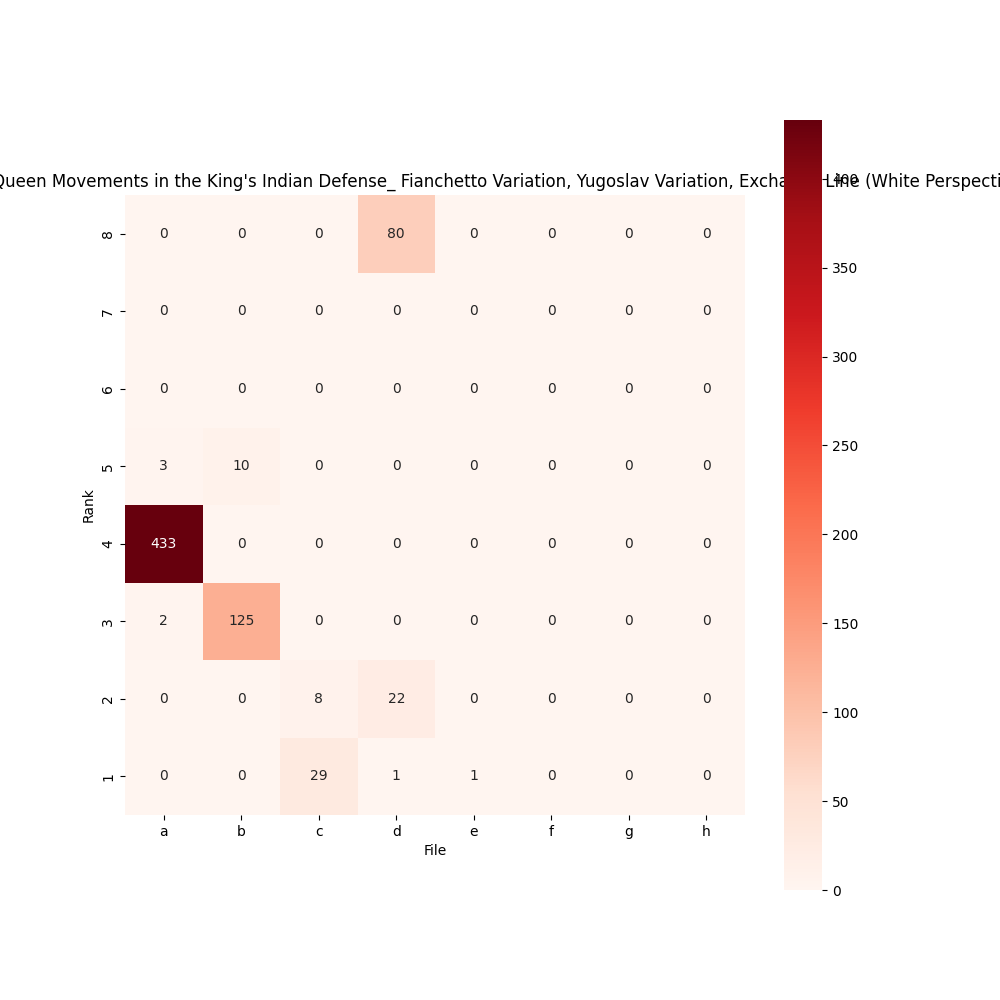 Queen Movements in the King's Indian Defense_ Fianchetto Variation, Yugoslav Variation, Line (White
8 0 0 0 80 0 0 0 0
7 0 0 0 0 0 0 0 0
6 0 0 0 0 0 0 0 0
5 3 10 0 0 0 0 0 0
4 433 0 0 0 0 0 0 0
3 2 125 0 0 0 0 0 0
2 0 0 8 22 0 0 0 0
1 0 0 29 1 1 0 0 0
a b c d e f g h
File
Rank
400
350
300
250
200
150
100
50
0